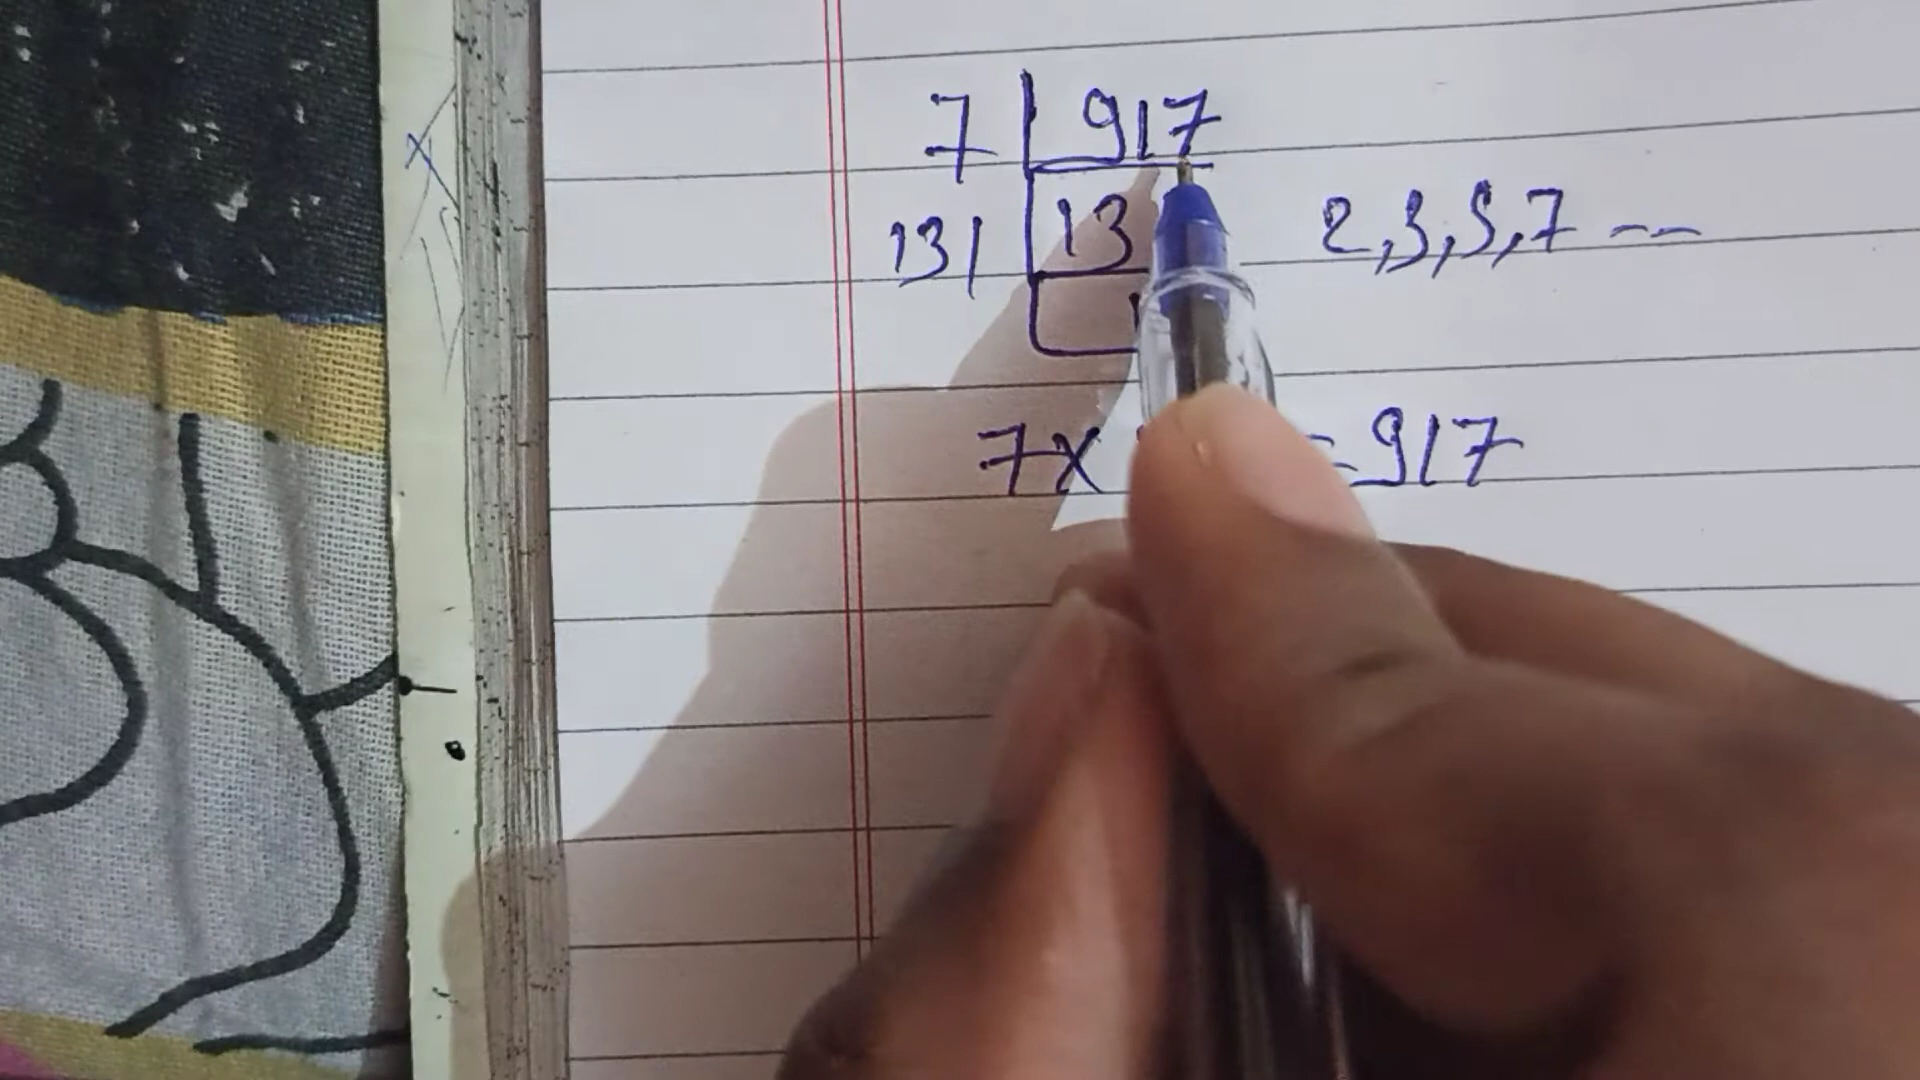 7 917
131 13 2,3,5,7 --
7x = 917